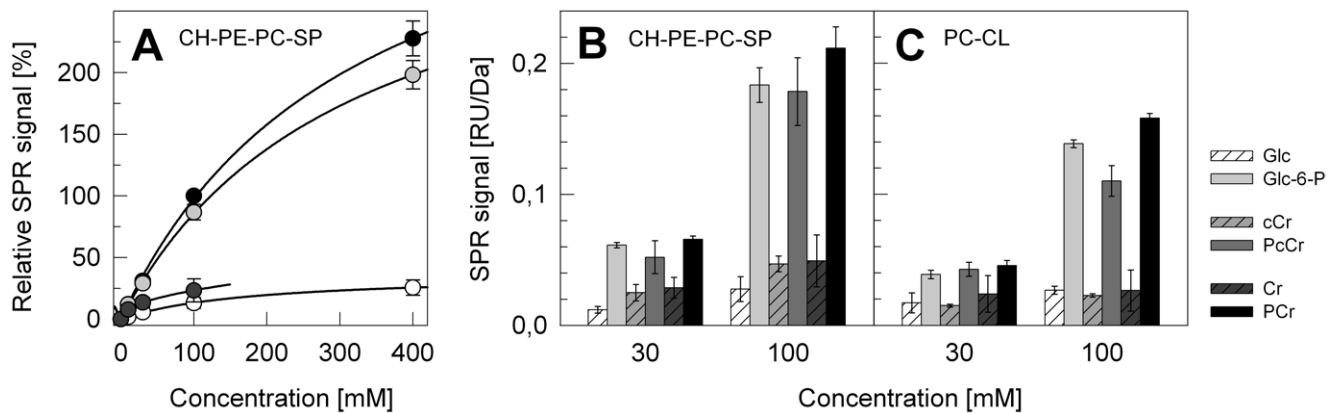 A CH-PE-PC-SP
Relative SPR signal [%]
200
150
100
50
0
0 100 200 300 400
Concentration [mM]
B CH-PE-PC-SP
C PC-CL
SPR signal [RU/Da]
0,2
0,1
0,0
30 100
30 100
Concentration [mM]
Glc
Glc-6-P
cCr
PcCr
Cr
PCr